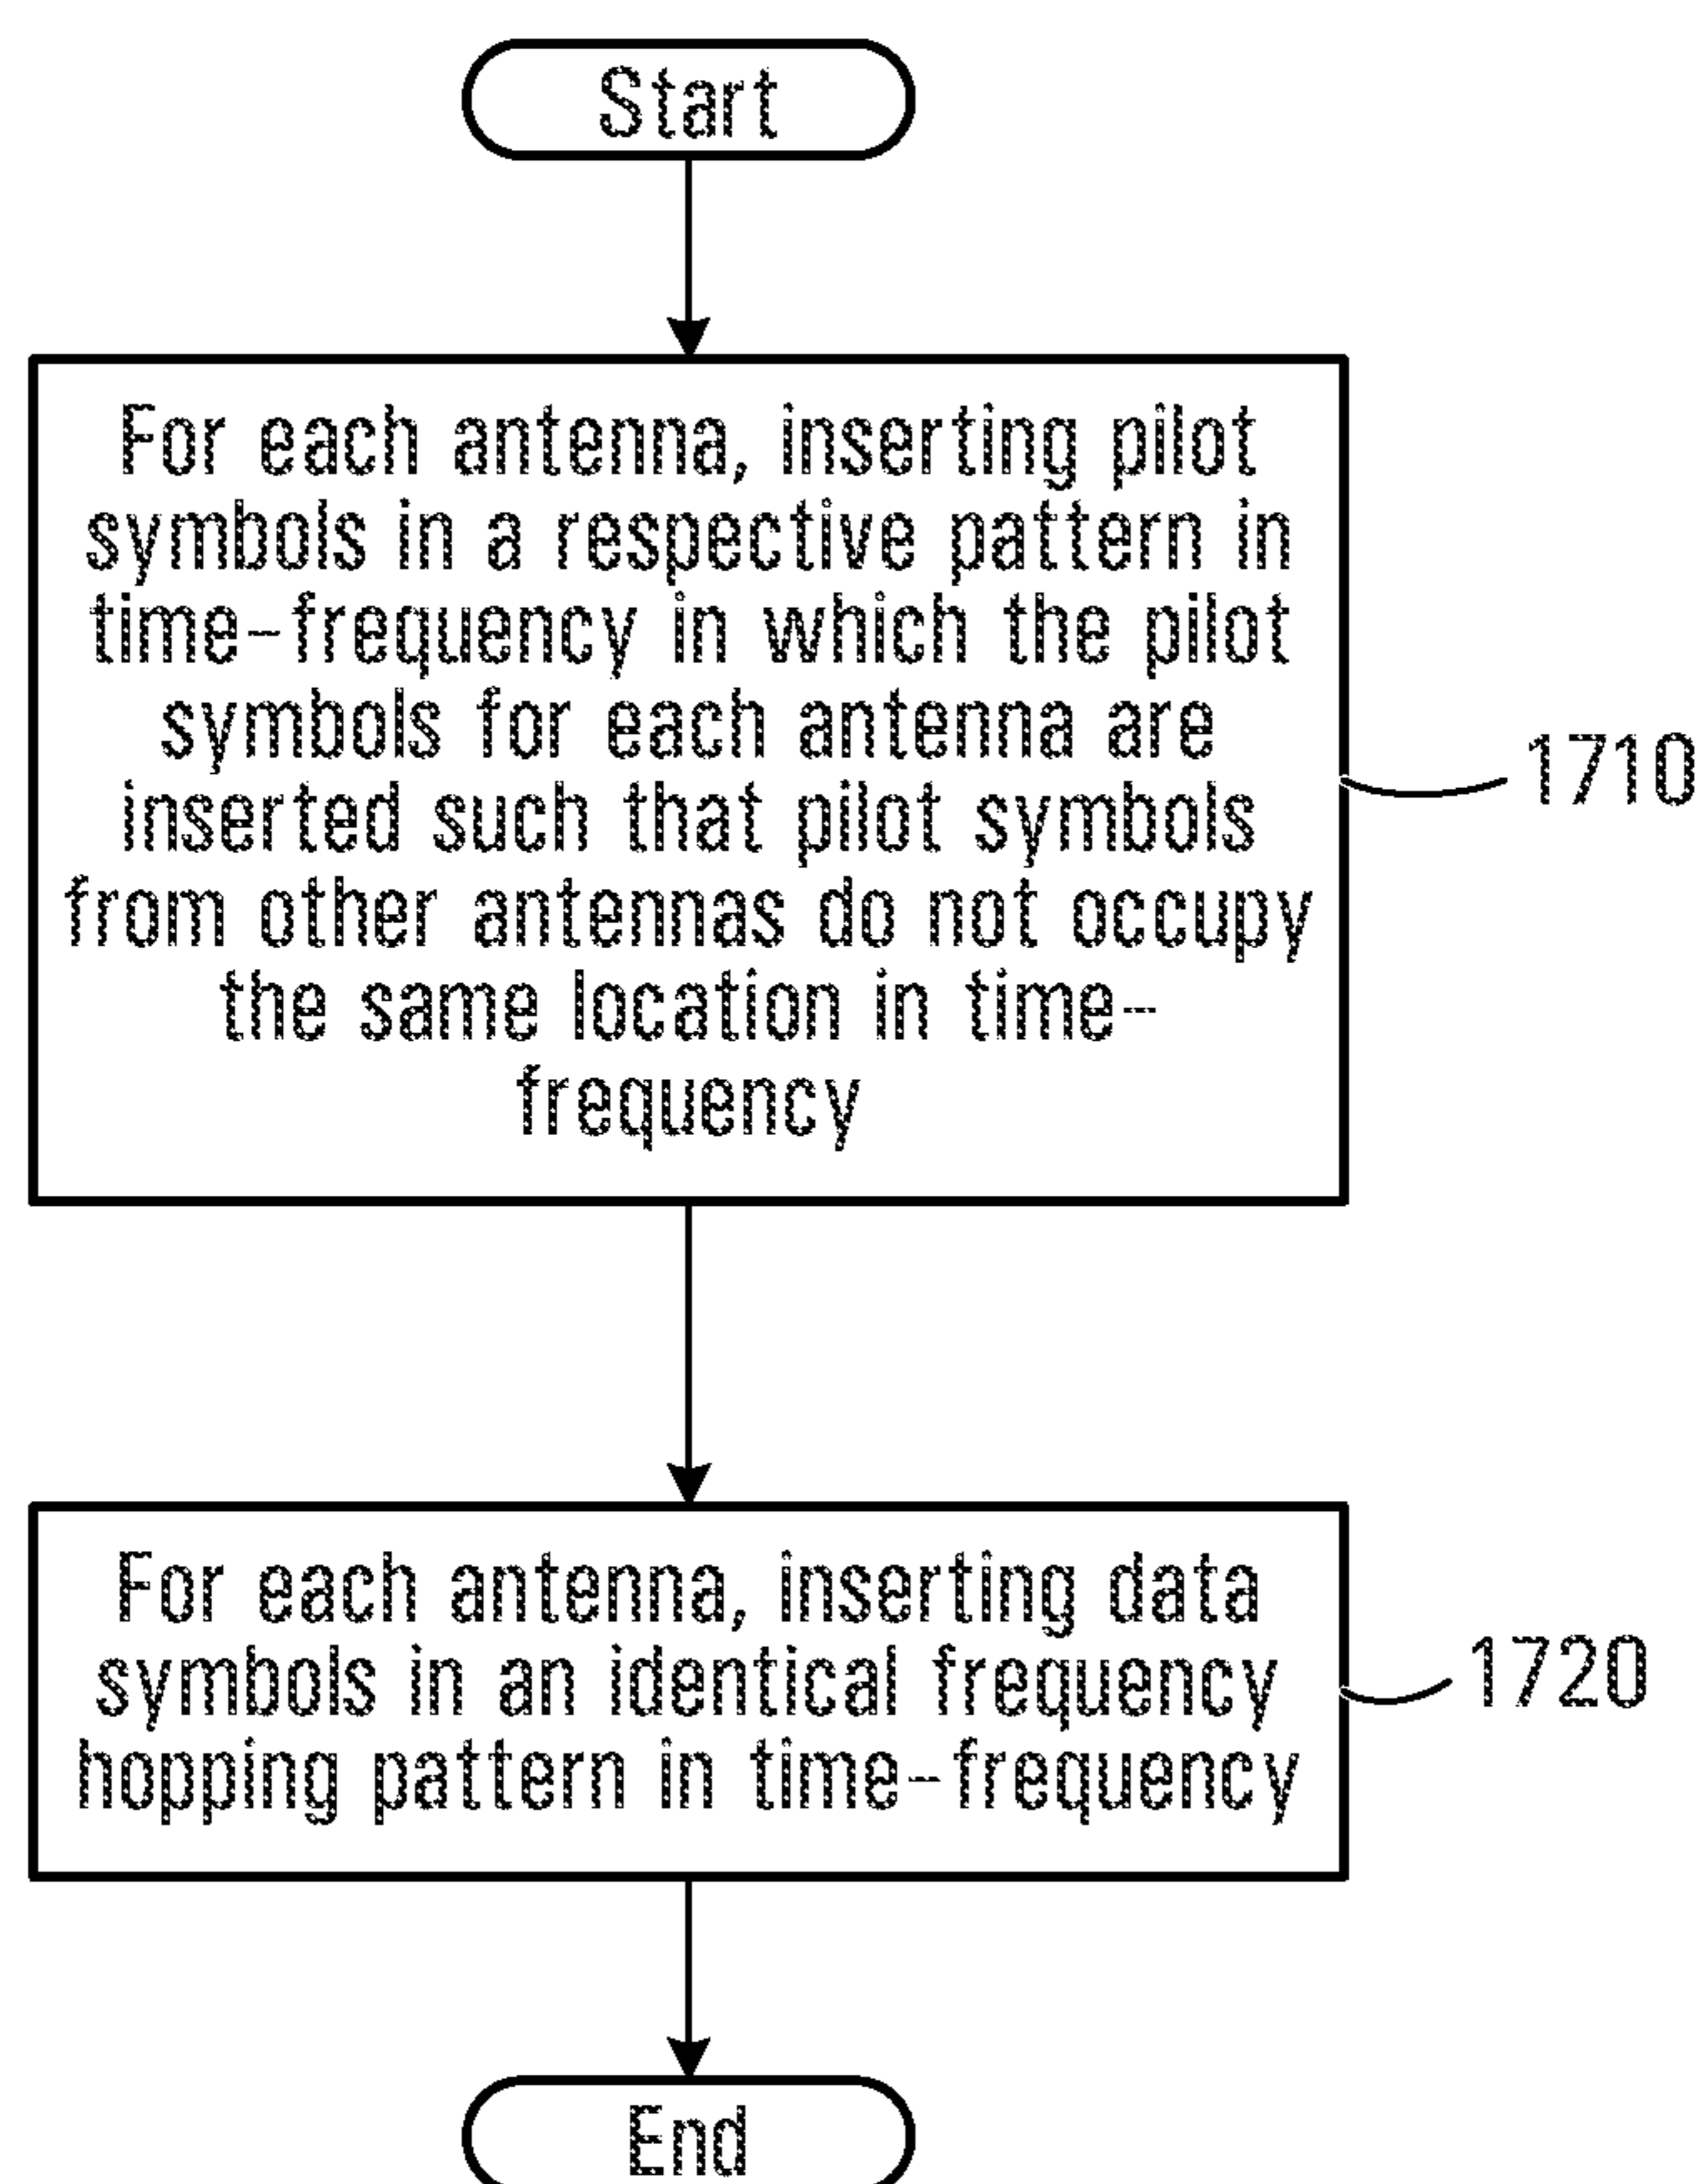 Start
For each antenna, inserting pilot
symbols in a respective pattern in
time-frequency in which the pilot
symbols for each antenna are
inserted such that pilot symbols
from other antennas do not occupy
the same location in time-
frequency
1710
For each antenna, inserting data
symbols in an identical frequency
hopping pattern in time-frequency
1720
End